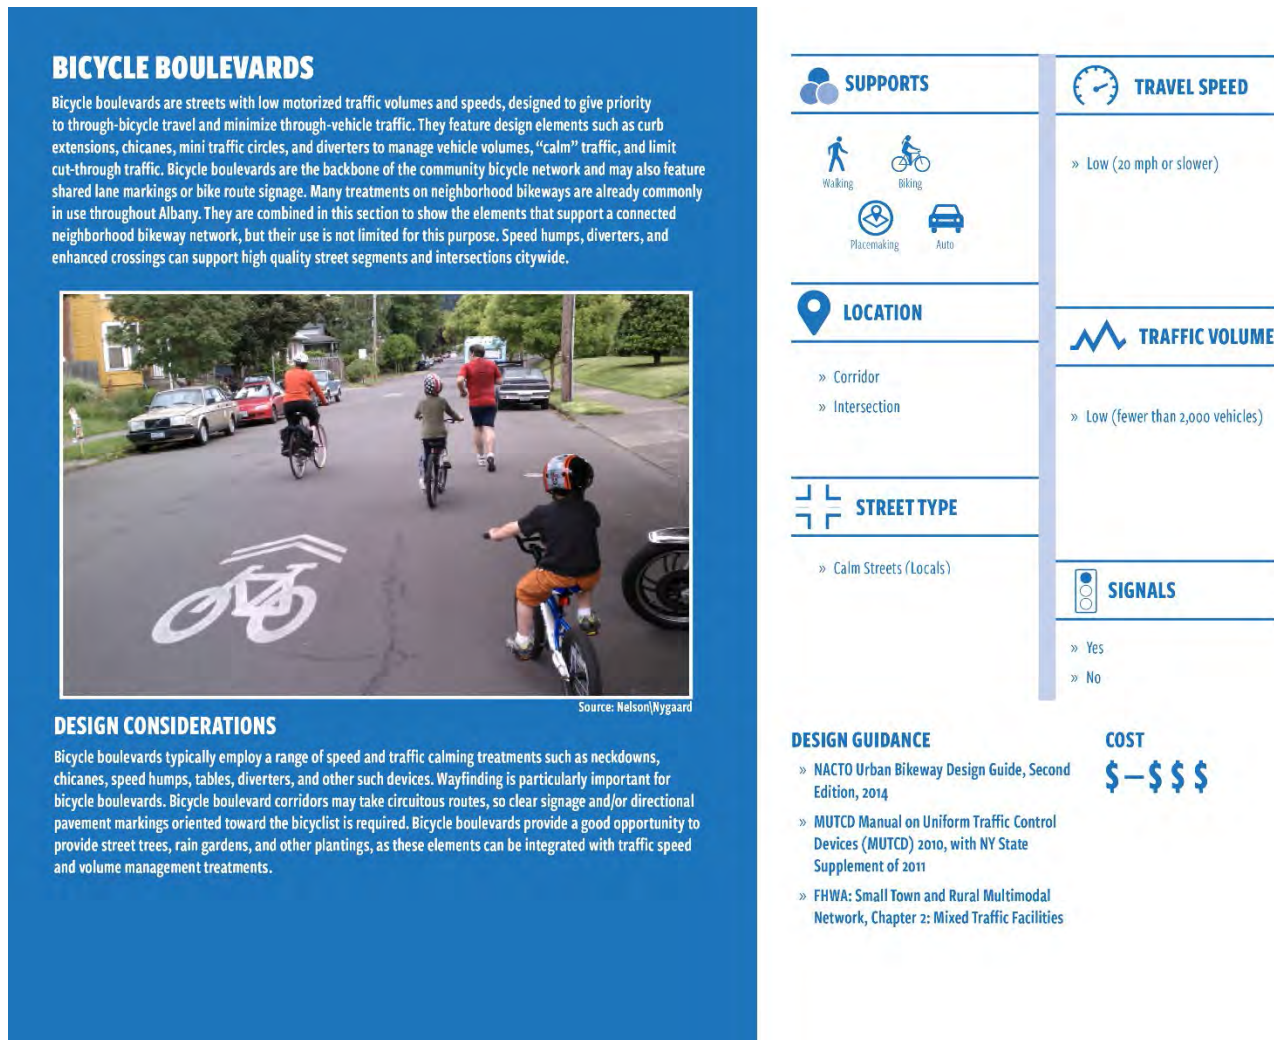 BICYCLE BOULEVARDS
Bicycle boulevards are streets with low motorized traffic volumes and speeds, designed to give priority
to through-bicycle travel and minimize through-vehicle traffic. They feature design elements such as curb
extensions, chicanes, mini traffic circles, and diverters to manage vehicle volumes, “calm” traffic, and limit
cut-through traffic. Bicycle boulevards are the backbone of the community bicycle network and may also feature
shared lane markings or bike route signage. Many treatments on neighborhood bikeways are already commonly
in use throughout Albany. They are combined in this section to show the elements that support a connected
neighborhood bikeway network, but their use is not limited for this purpose. Speed humps, diverters, and
enhanced crossings can support high quality street segments and intersections citywide.
Source: Nelson\Nygaard
DESIGN CONSIDERATIONS
Bicycle boulevards typically employ a range of speed and traffic calming treatments such as neckdowns,
chicanes, speed humps, tables, diverters, and other such devices. Wayfinding is particularly important for
bicycle boulevards. Bicycle boulevard corridors may take circuitous routes, so clear signage and/or directional
pavement markings oriented toward the bicyclist is required. Bicycle boulevards provide a good opportunity to
provide street trees, rain gardens, and other plantings, as these elements can be integrated with traffic speed
and volume management treatments.
SUPPORTS
Walking
Biking
Placemaking
Auto
LOCATION
» Corridor
» Intersection
STREET TYPE
» Calm Streets (Locals)
TRAVEL SPEED
» Low (20 mph or slower)
TRAFFIC VOLUME
» Low (fewer than 2,000 vehicles)
SIGNALS
» Yes
» No
DESIGN GUIDANCE
» NACTO Urban Bikeway Design Guide, Second
Edition, 2014
» MUTCD Manual on Uniform Traffic Control
Devices (MUTCD) 2010, with NY State
Supplement of 2011
» FHWA: Small Town and Rural Multimodal
Network, Chapter 2: Mixed Traffic Facilities
COST
$–$$$